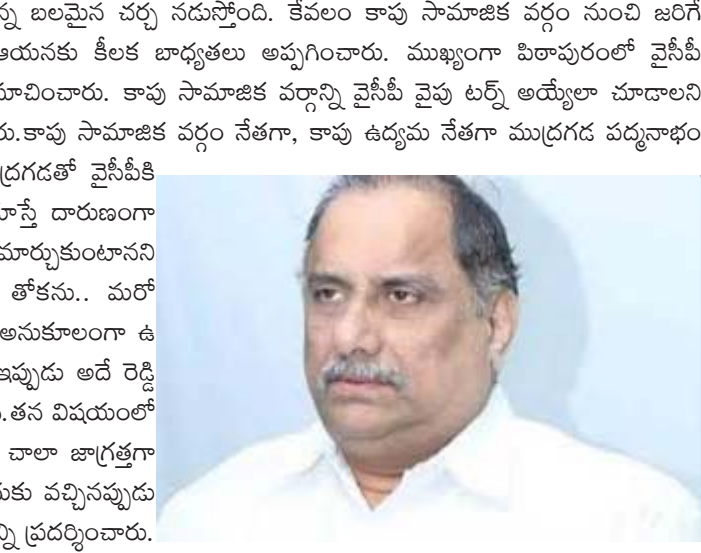 న్న బలమైన చర్చ నడుస్తోంది. కేవలం కాపు సామాజిక వర్గం నుంచి జరిగే
ఆయనకు కీలక బాధ్యతలు అప్పగించారు. ముఖ్యంగా పిఠాపురంలో వైసీపీ
సూచించారు. కాపు సామాజిక వర్గాన్ని వైసీపీ వైపు టర్న్ అయ్యేలా చూడాలని
రు.కాపు సామాజిక వర్గం నేతగా, కాపు ఉద్యమ నేతగా ముద్రగడ పద్మనాభం
ద్రగడతో వైసీపీకి
దారుణంగా
మార్చుకుంటానని
తోకను.. మరో
అనుకూలంగా ఉ
ఇప్పుడు అదే రెడ్డి
.తన విషయంలో
చాలా జాగ్రత్తగా
వచ్చినప్పుడు
న్ని ప్రదర్శించారు.